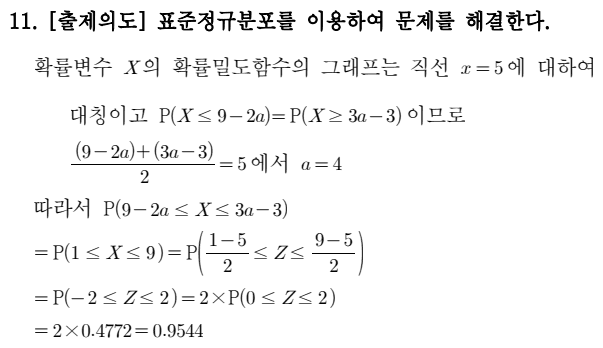 11. [출제의도] 표준정규분포를 이용하여 문제를 해결한다.
확률변수 X의 확률밀도함수의 그래프는 직선 x=5에 대하여
대칭이고 P(X≤9-2a)=P(X≥3a-3)이므로
((9-2a)+(3a-3))/2=5에서 a=4
따라서 P(9-2a≤X≤3a-3)
=P(1≤X≤9)=P((1-5)/2≤Z≤(9-5)/2)
=P(-2≤Z≤2)=2×P(0≤Z≤2)
=2×0.4772=0.9544